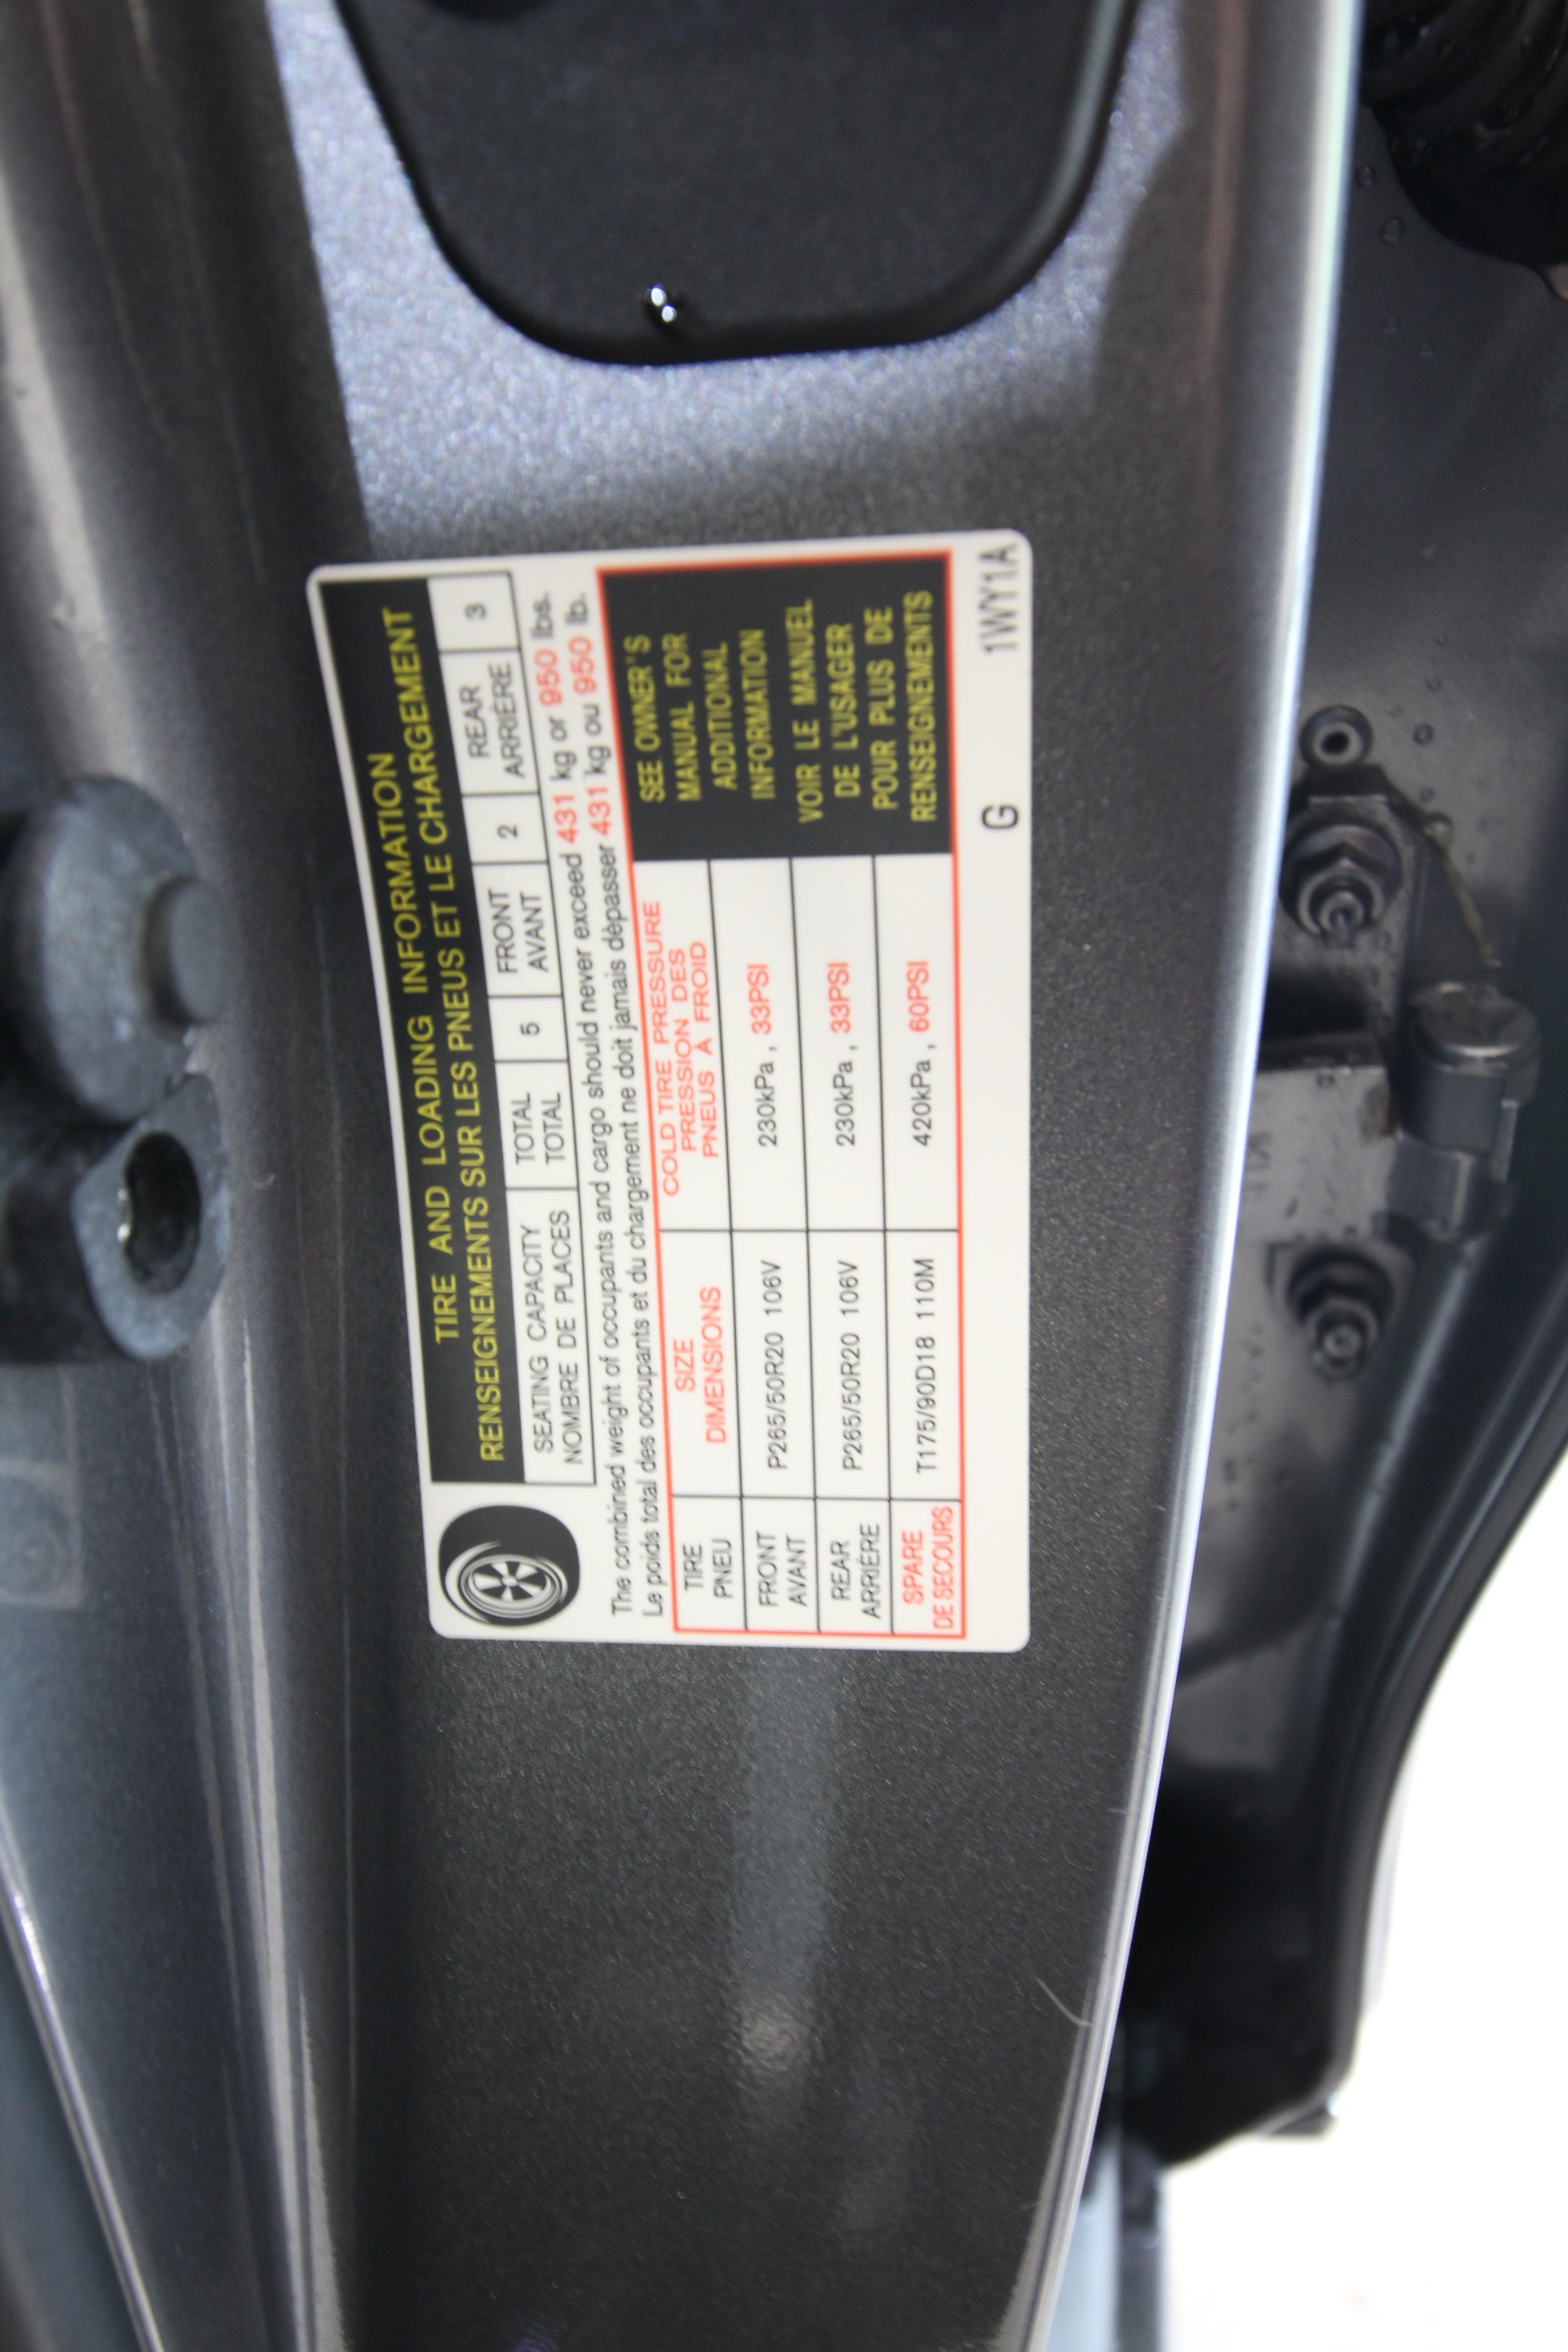 TIRE AND LOADING INFORMATION
RENSEIGNEMENTS SUR LES PNEUS ET LE CHARGEMENT
SEATING CAPACITY TOTAL 5 FRONT 2 REAR 3
NOMBRE DE PLACES TOTAL AVANT ARRIÈRE
The combined weight of occupants and cargo should never exceed 431 kg or 950 lbs.
Le poids total des occupants et du chargement ne doit jamais dèpasser 431 kg ou 950 lb.
TIRE
PNEU
SIZE
DIMENSIONS
COLD TIRE PRESSURE
PRESSION DES
PNEUS À FROID
FRONT
AVANT
P265/50R20 106V
230kPa , 33PSI
REAR
ARRIÈRE
P265/50R20 106V
230kPa , 33PSI
SPARE
DE SECOURS
T175/90D18 110M
420kPa , 60PSI
SEE OWNER'S
MANUAL FOR
ADDITIONAL
INFORMATION
VOIR LE MANUEL
DE L'USAGER
POUR PLUS DE
RENSEIGNEMENTS
G 1WY1A